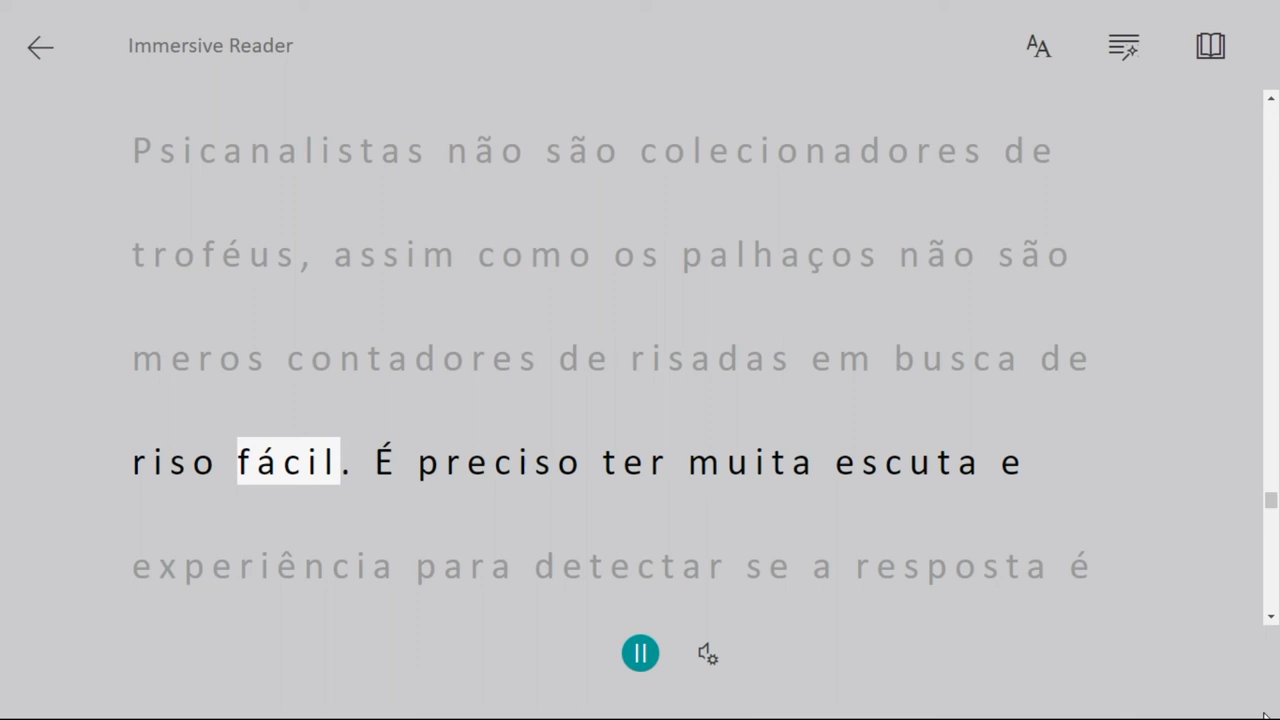 Immersive Reader
Psicanalistas não são colecionadores de
troféus, assim como os palhaços não são
meros contadores de risadas em busca de
riso fácil. É preciso ter muita escuta e
experiência para detectar se a resposta é